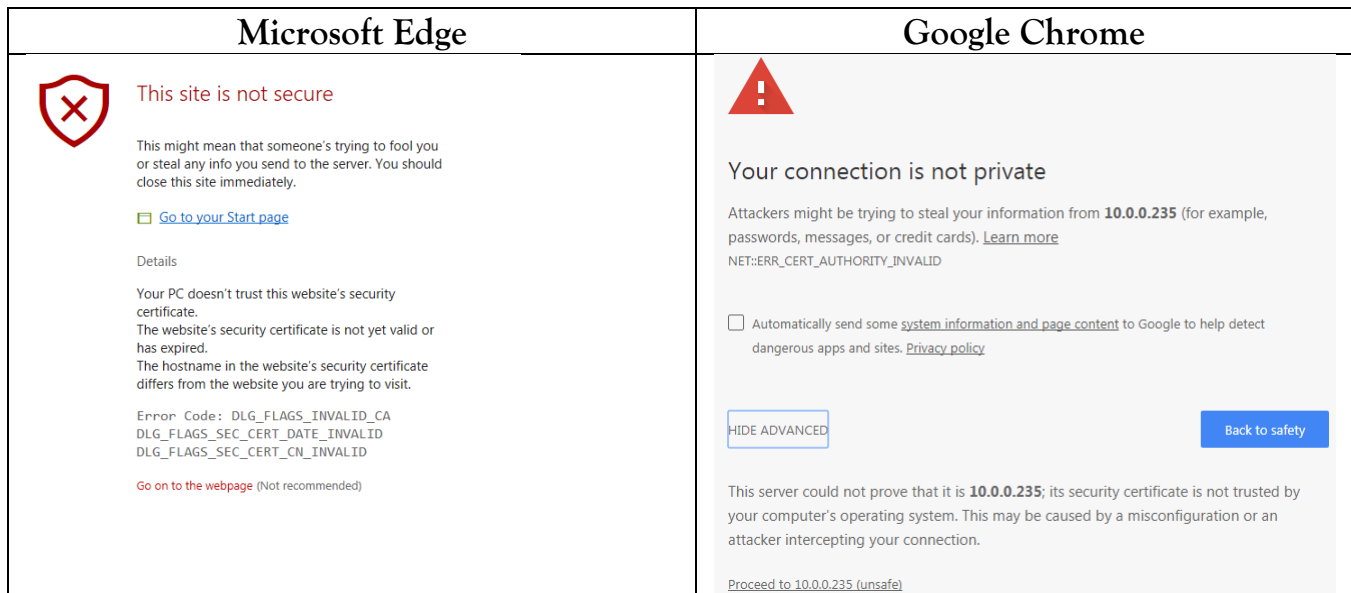 Microsoft Edge
This site is not secure
This might mean that someone's trying to fool you
or steal any info you send to the server. You should
close this site immediately.
Go to your Start page
Details
Your PC doesn't trust this website's security
certificate.
The website's security certificate is not yet valid or
has expired.
The hostname in the website's security certificate
differs from the website you are trying to visit.
Error Code: DLG_FLAGS_INVALID_CA
DLG_FLAGS_SEC_CERT_DATE_INVALID
DLG_FLAGS_SEC_CERT_CN_INVALID
Go on to the webpage (Not recommended)
Google Chrome
Your connection is not private
Attackers might be trying to steal your information from 10.0.0.235 (for example,
passwords, messages, or credit cards). Learn more
NET::ERR_CERT_AUTHORITY_INVALID
Automatically send some system information and page content to Google to help detect
dangerous apps and sites. Privacy policy
HIDE ADVANCED
Back to safety
This server could not prove that it is 10.0.0.235; its security certificate is not trusted by
your computer's operating system. This may be caused by a misconfiguration or an
attacker intercepting your connection.
Proceed to 10.0.0.235 (unsafe)